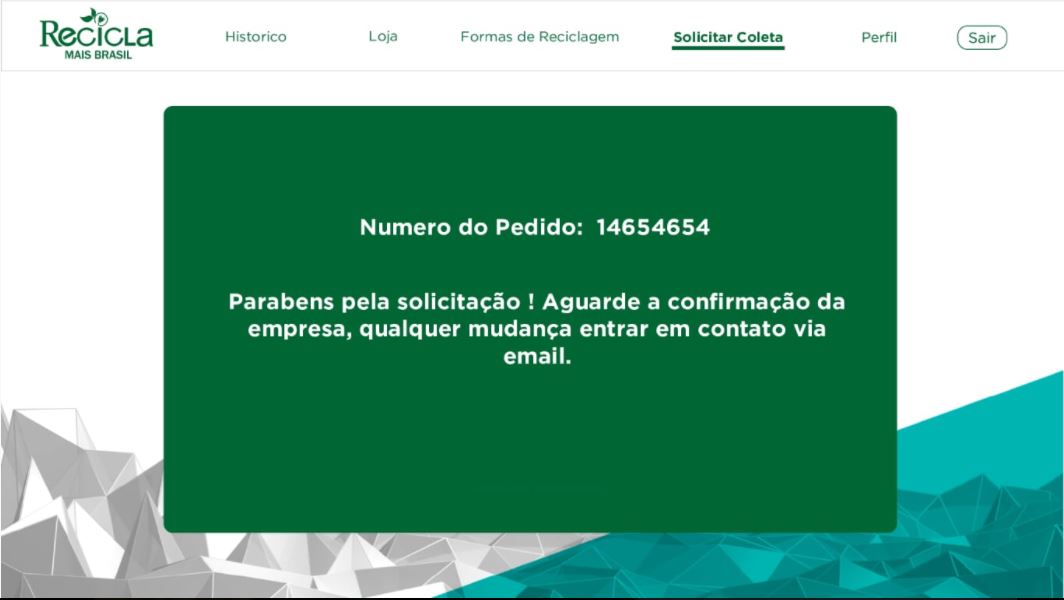 Recicla
MAIS BRASIL
Historico
Loja
Formas de Reciclagem
Solicitar Coleta
Perfil
Sair
Numero do Pedido: 14654654
Parabens pela solicitação ! Aguarde a confirmação da
empresa, qualquer mudança entrar em contato via
email.